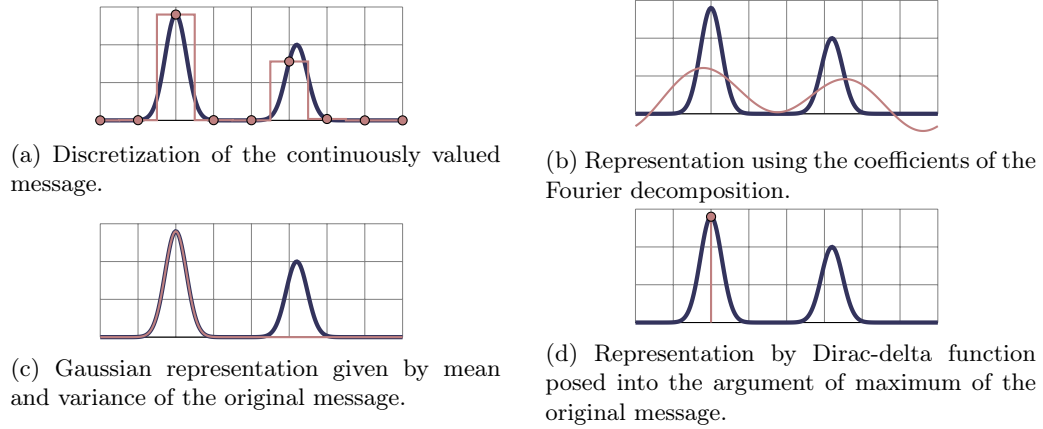 (a) Discretization of the continuously valued
message.
(b) Representation using the coefficients of the
Fourier decomposition.
(c) Gaussian representation given by mean
and variance of the original message.
(d) Representation by Dirac-delta function
posed into the argument of maximum of the
original message.